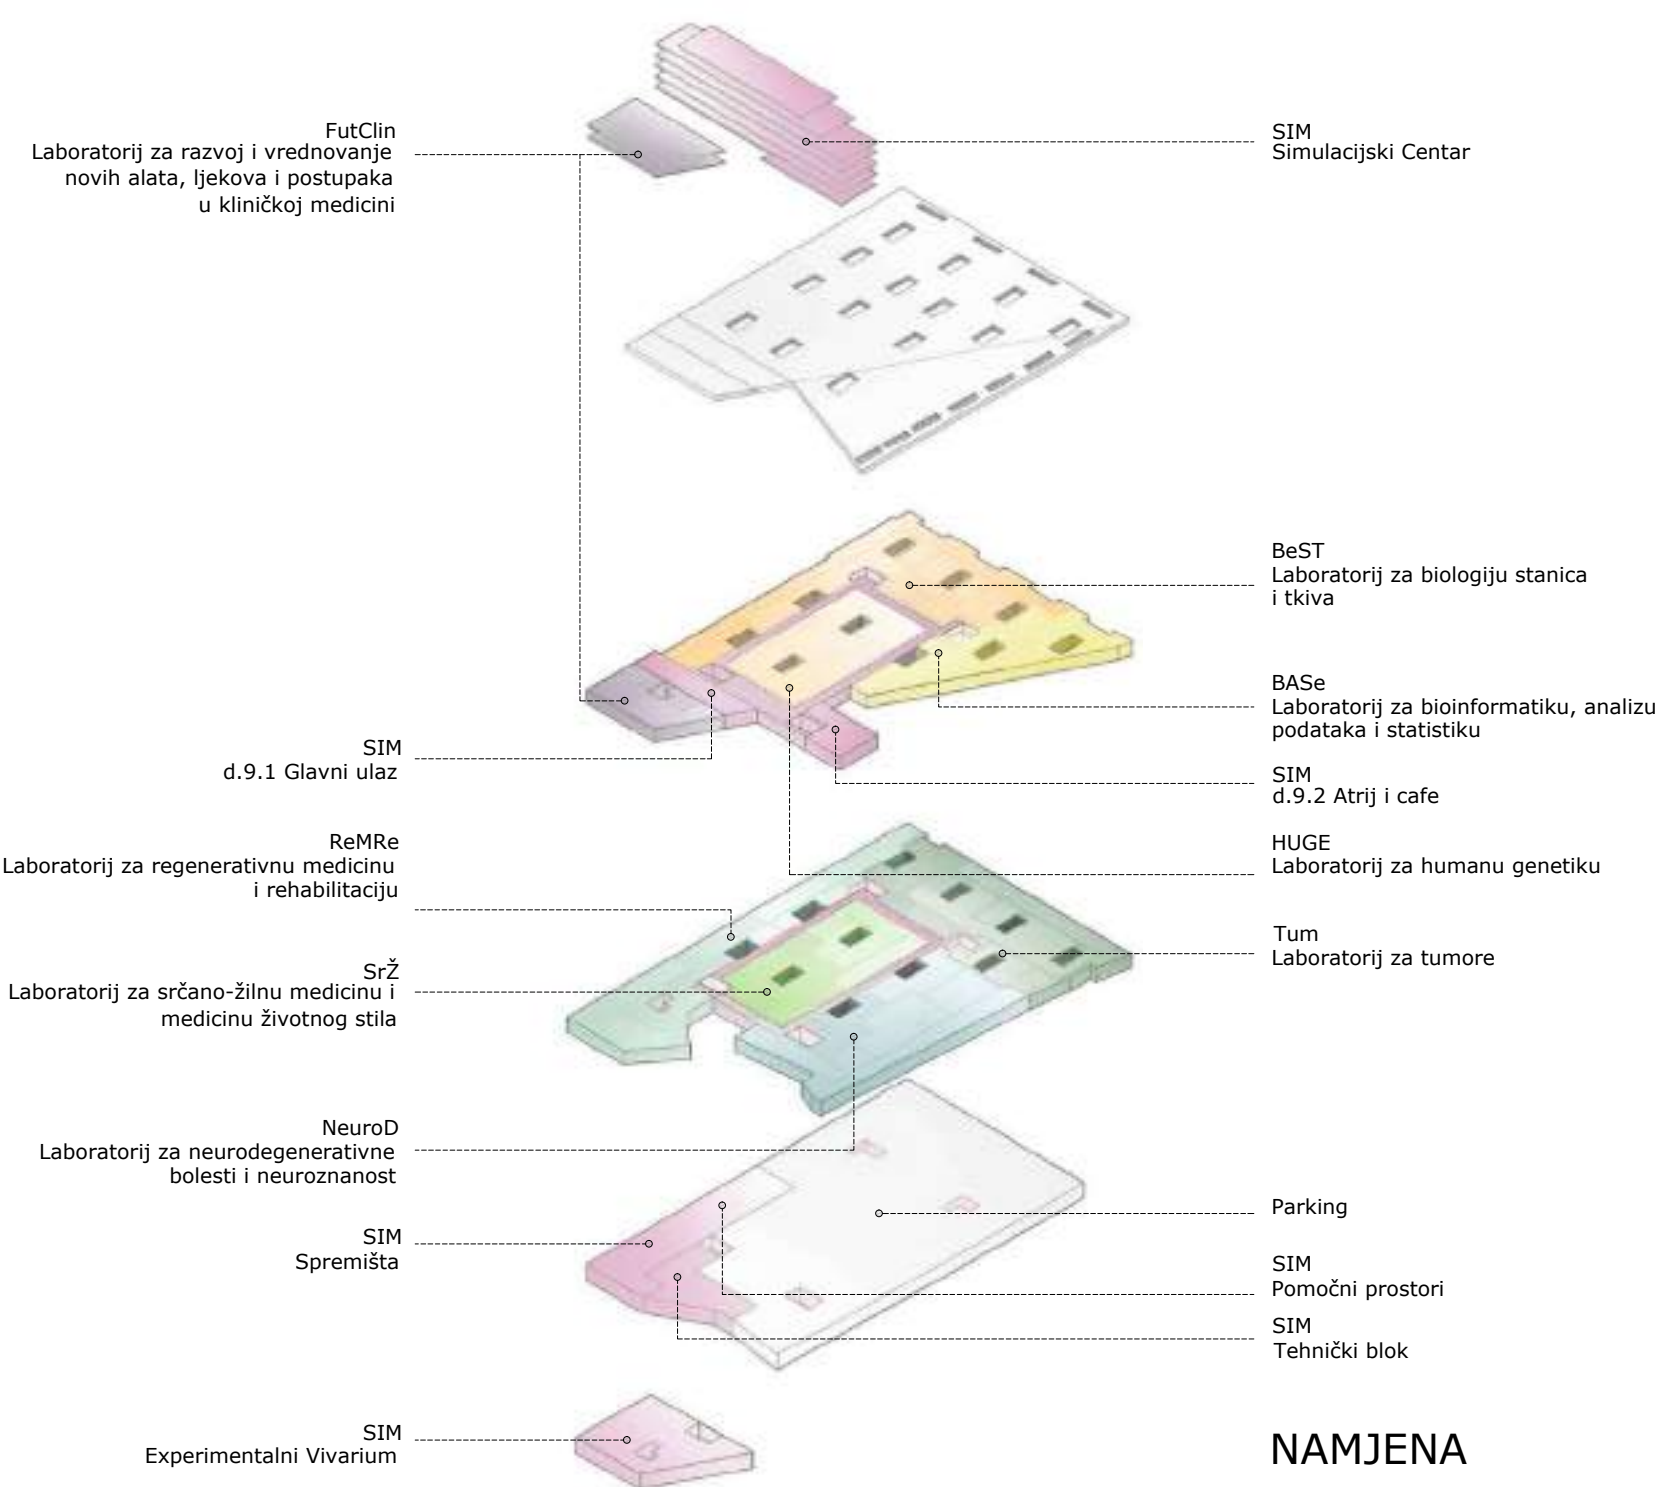 FutClin
Laboratorij za razvoj i vrednovanje
novih alata, ljekova i postupaka
u kliničkoj medicini
SIM
Simulacijski Centar
BeST
Laboratorij za biologiju stanica
i tkiva
BASe
Laboratorij za bioinformatiku, analizu
podataka i statistiku
SIM
d.9.1 Glavni ulaz
SIM
d.9.2 Atrij i cafe
ReMRe
Laboratorij za regenerativnu medicinu
i rehabilitaciju
HUGE
Laboratorij za humanu genetiku
Tum
Laboratorij za tumore
SrŽ
Laboratorij za srčano-žilnu medicinu i
medicinu životnog stila
NeuroD
Laboratorij za neurodegenerativne
bolesti i neuroznanost
Parking
SIM
Spremišta
SIM
Pomočni prostori
SIM
Tehnički blok
SIM
Experimentalni Vivarium
NAMJENA